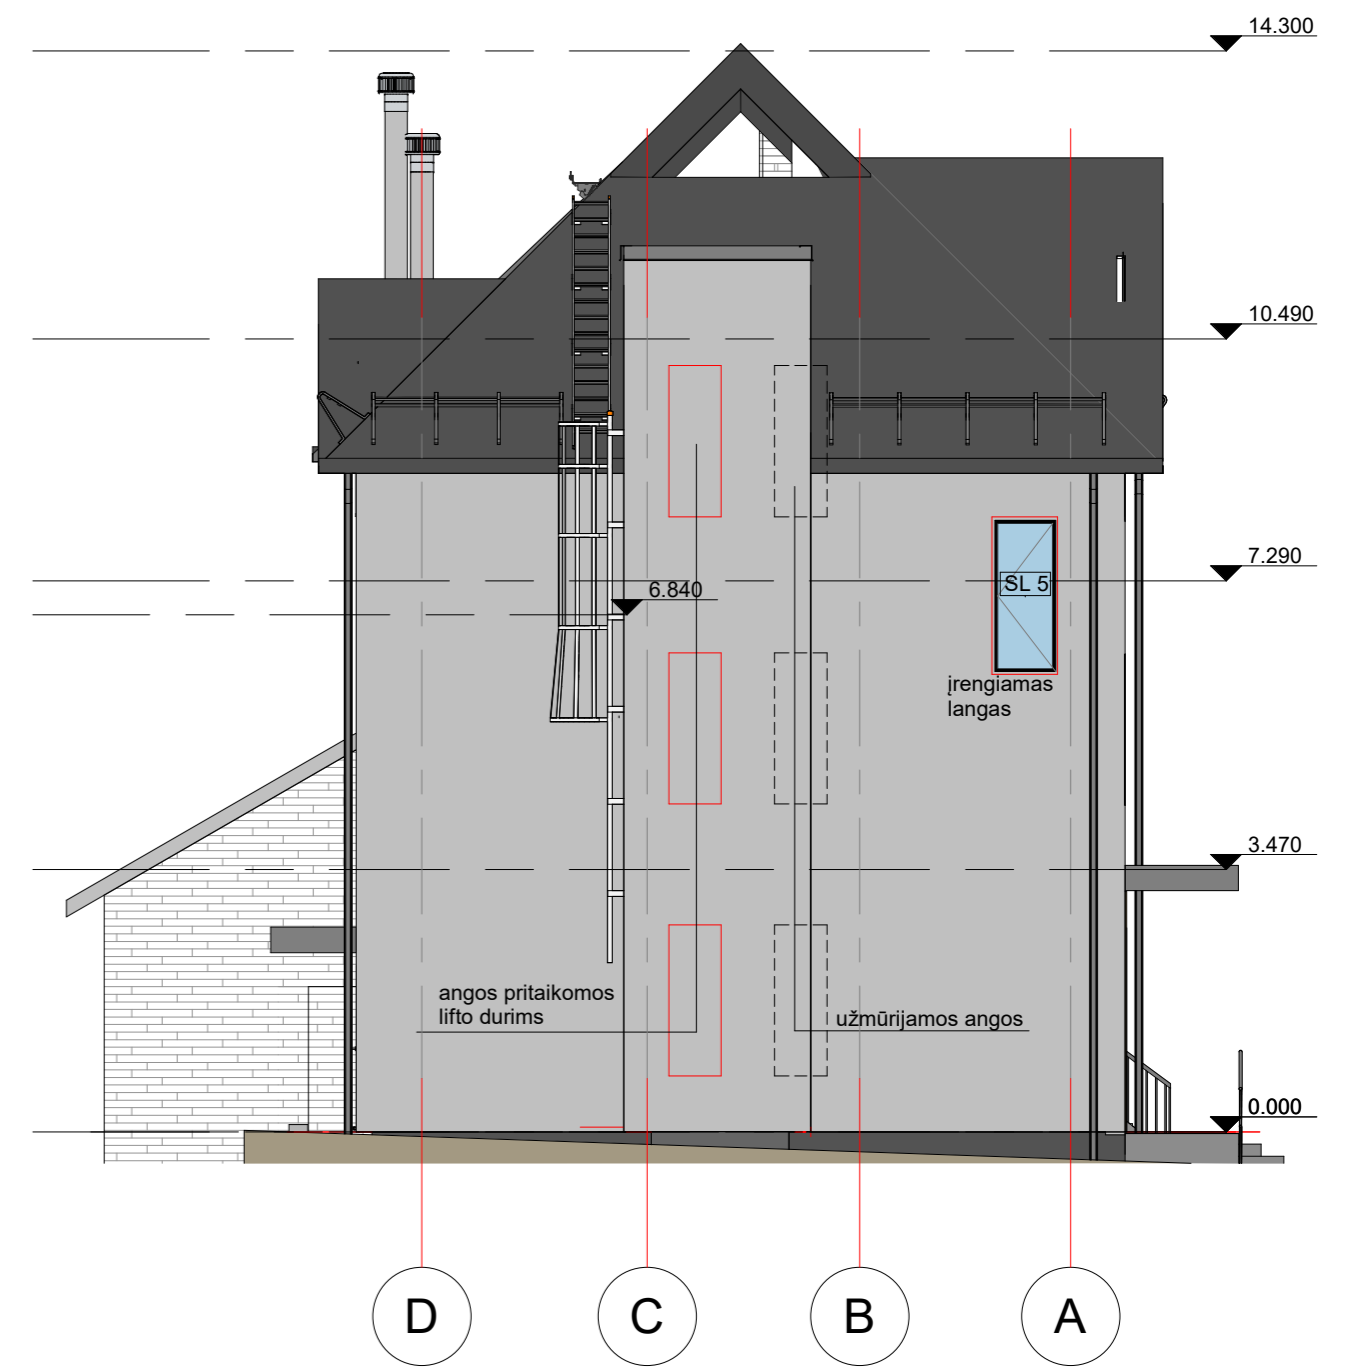 14.300
10.490
7.290
SL 5
6.840
įrengiamas
langas
3.470
angos pritaikomos
lifto durims
užmūrijamos angos
0.000
D
C
B
A